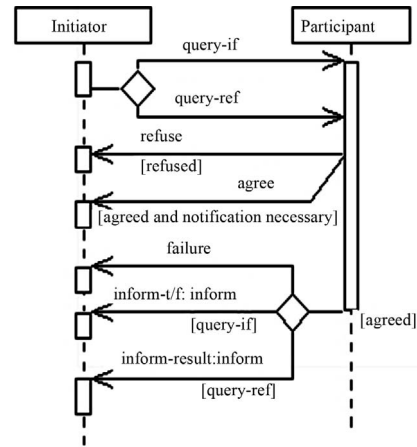 Initiator
Participant
query-if
query-ref
refuse
[refused]
agree
[agreed and notification necessary]
failure
inform-t/f: inform
[query-if]
[agreed]
inform-result:inform
[query-ref]